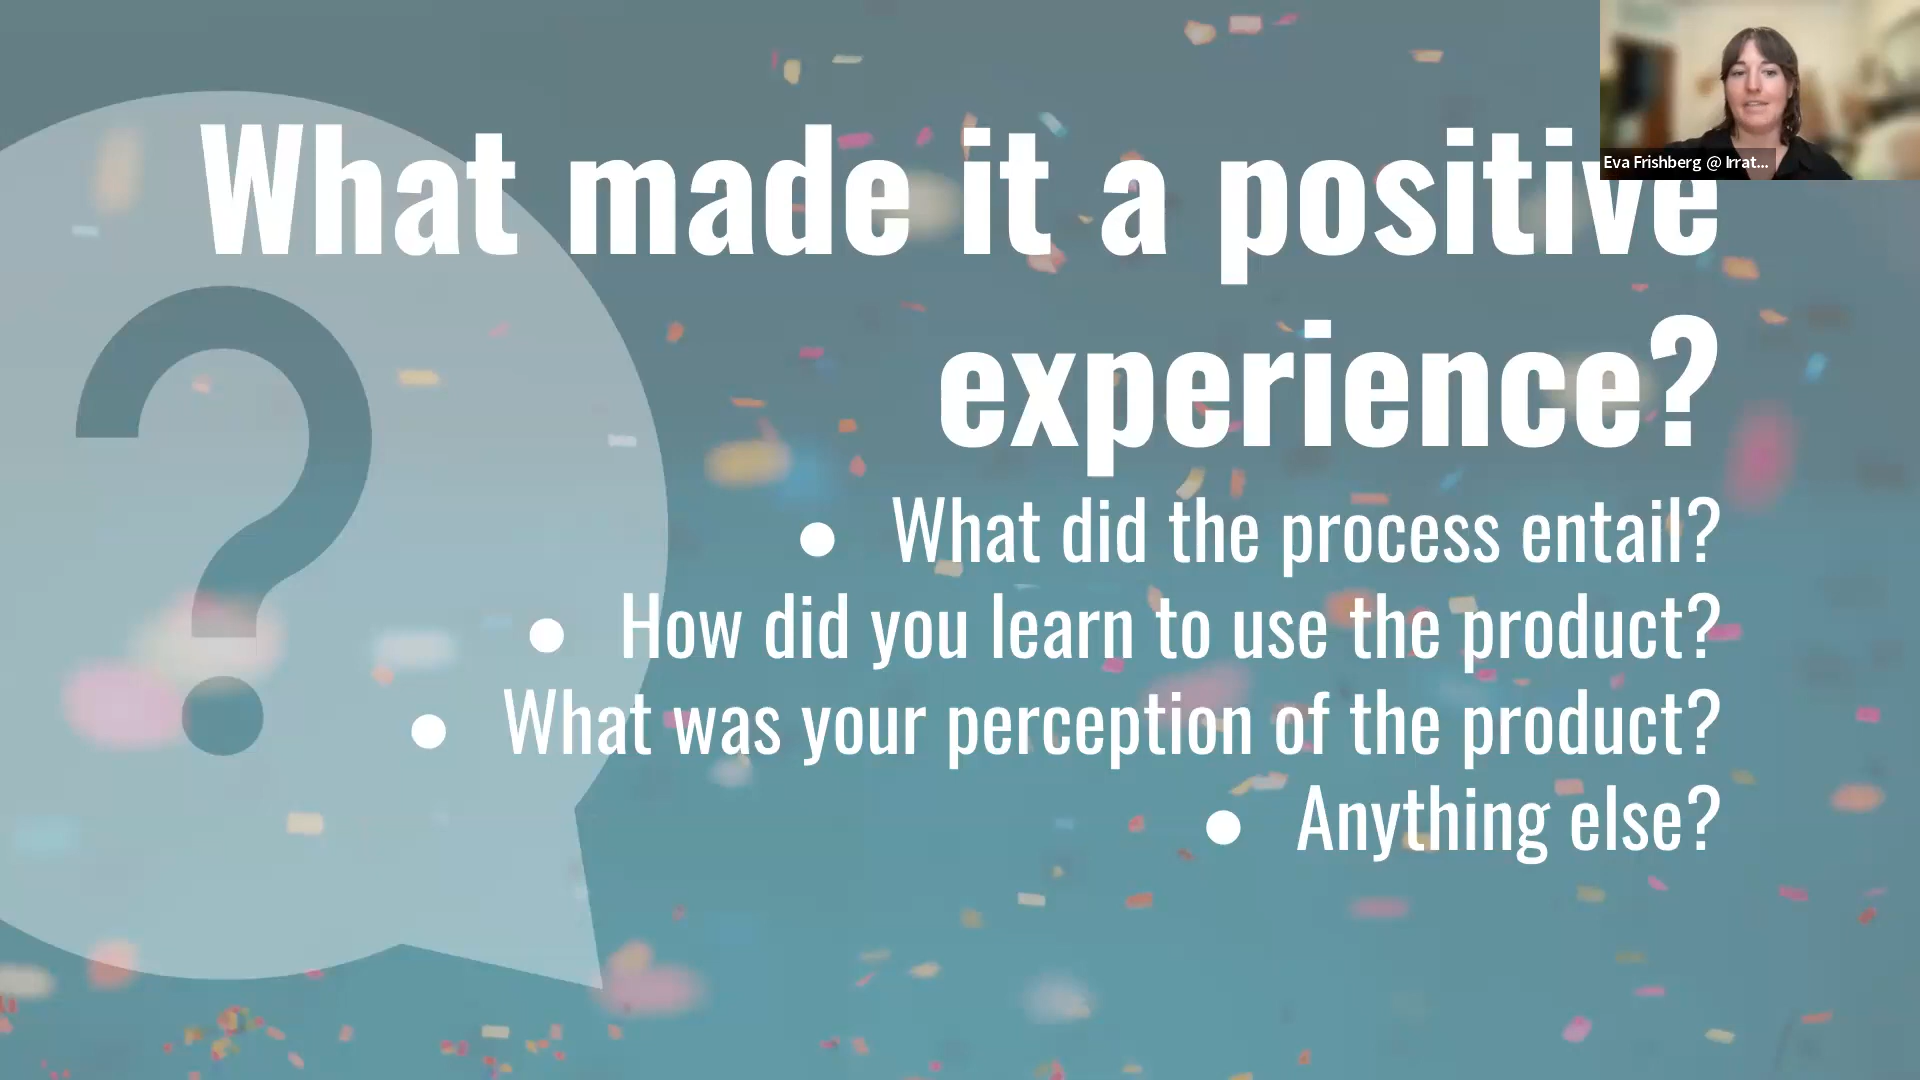 What made it a positive
experience?
● What did the process entail?
● How did you learn to use the product?
● What was your perception of the product?
● Anything else?
Eva Frishberg @ Irrat...